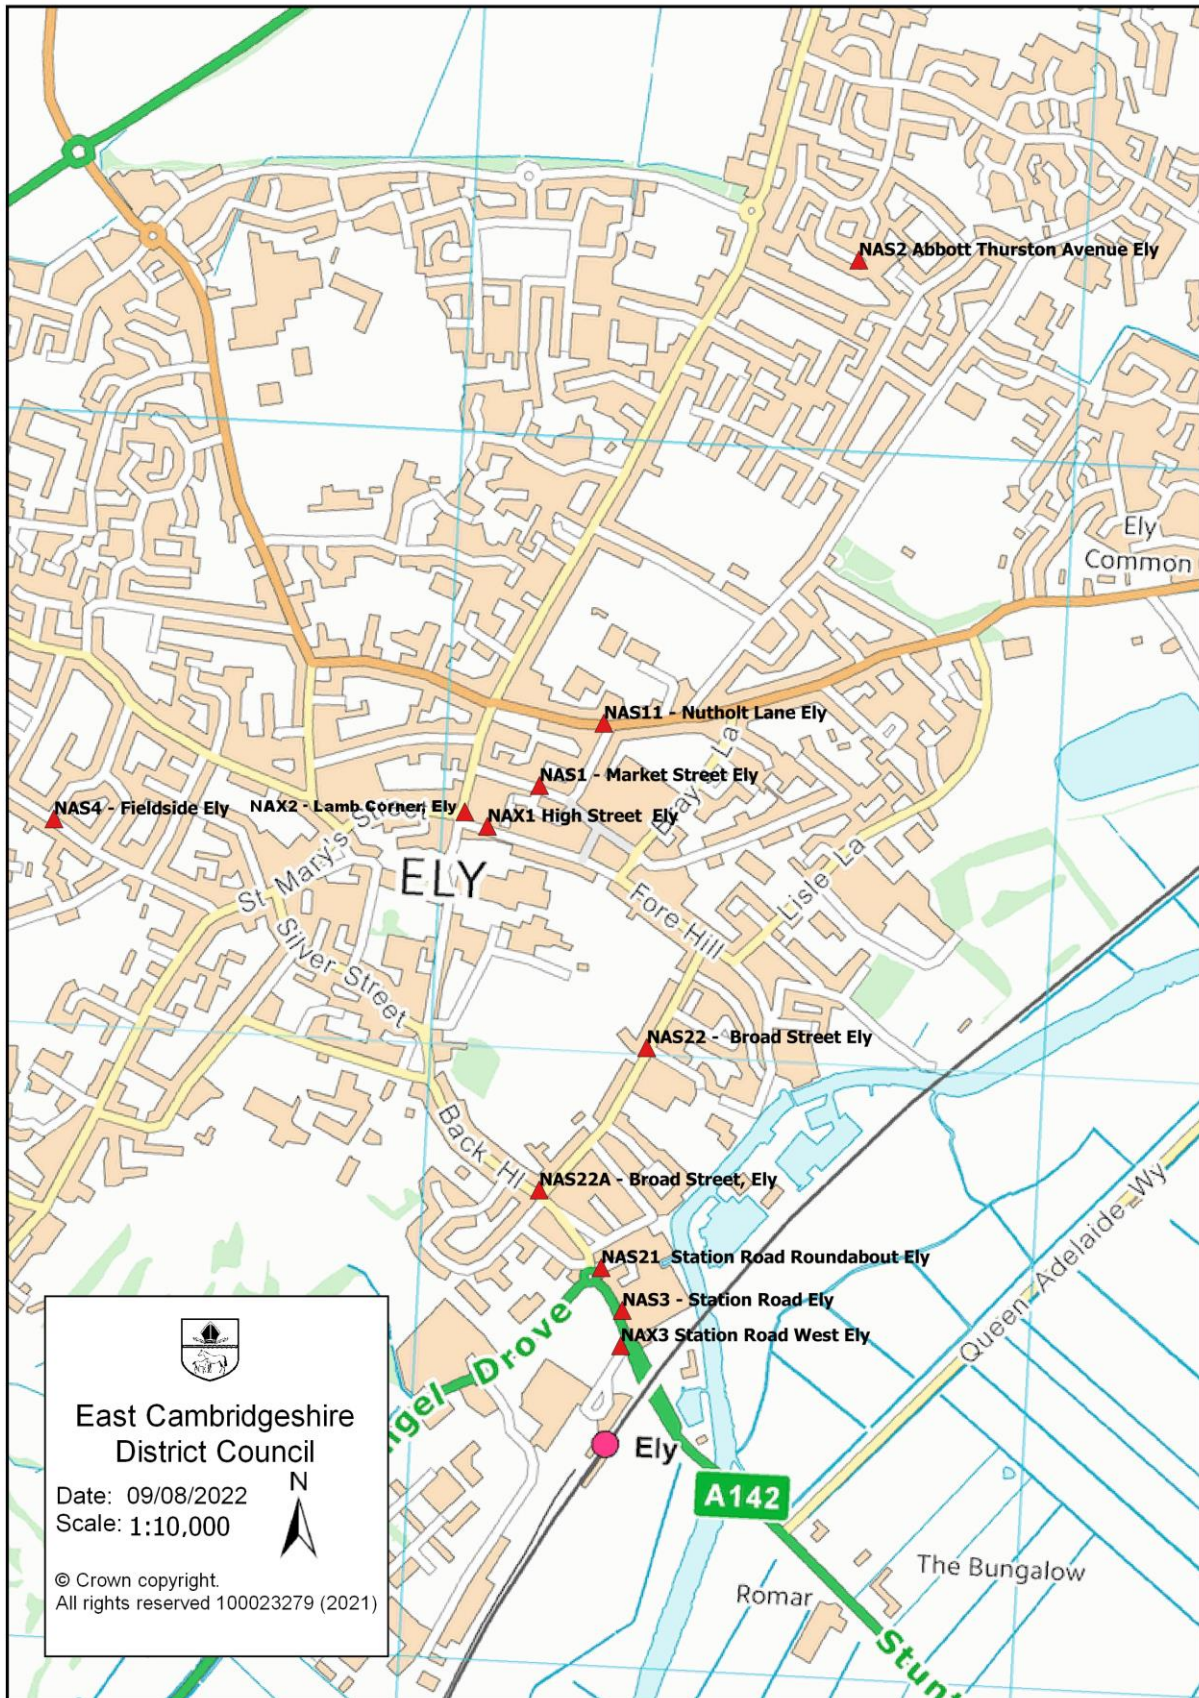 NAS2 Abbott Thurston Avenue Ely
Ely
Common
NAS11 - Nutholt Lane Ely
Bray's La
NAS1 - Market Street Ely
NAS4 - Fieldside Ely
NAX2 - Lamb Corner, Ely
NAX1 High Street Ely
St Mary's Street
ELY
Lisle La
Fore Hill
Silver Street
NAS22 - Broad Street Ely
Back Hl
NAS22A - Broad Street, Ely
Queen Adelaide Wy
NAS21 Station Road Roundabout Ely
NAS3 - Station Road Ely
NAX3 Station Road West Ely
ngel Drove
Ely
A142
The Bungalow
Romar
Stunt
East Cambridgeshire
District Council
N
Date: 09/08/2022
Scale: 1:10,000
© Crown copyright.
All rights reserved 100023279 (2021)